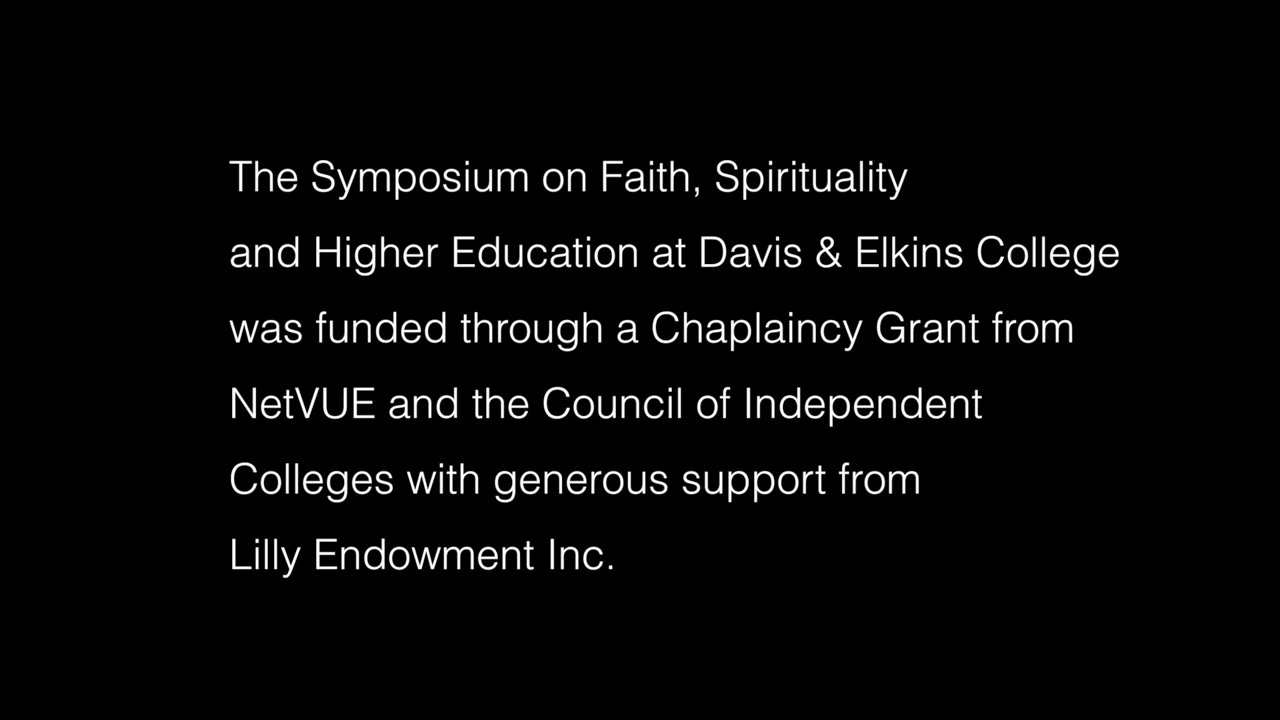 The Symposium on Faith, Spirituality
and Higher Education at Davis & Elkins College
was funded through a Chaplaincy Grant from
NetVUE and the Council of Independent
Colleges with generous support from
Lilly Endowment Inc.